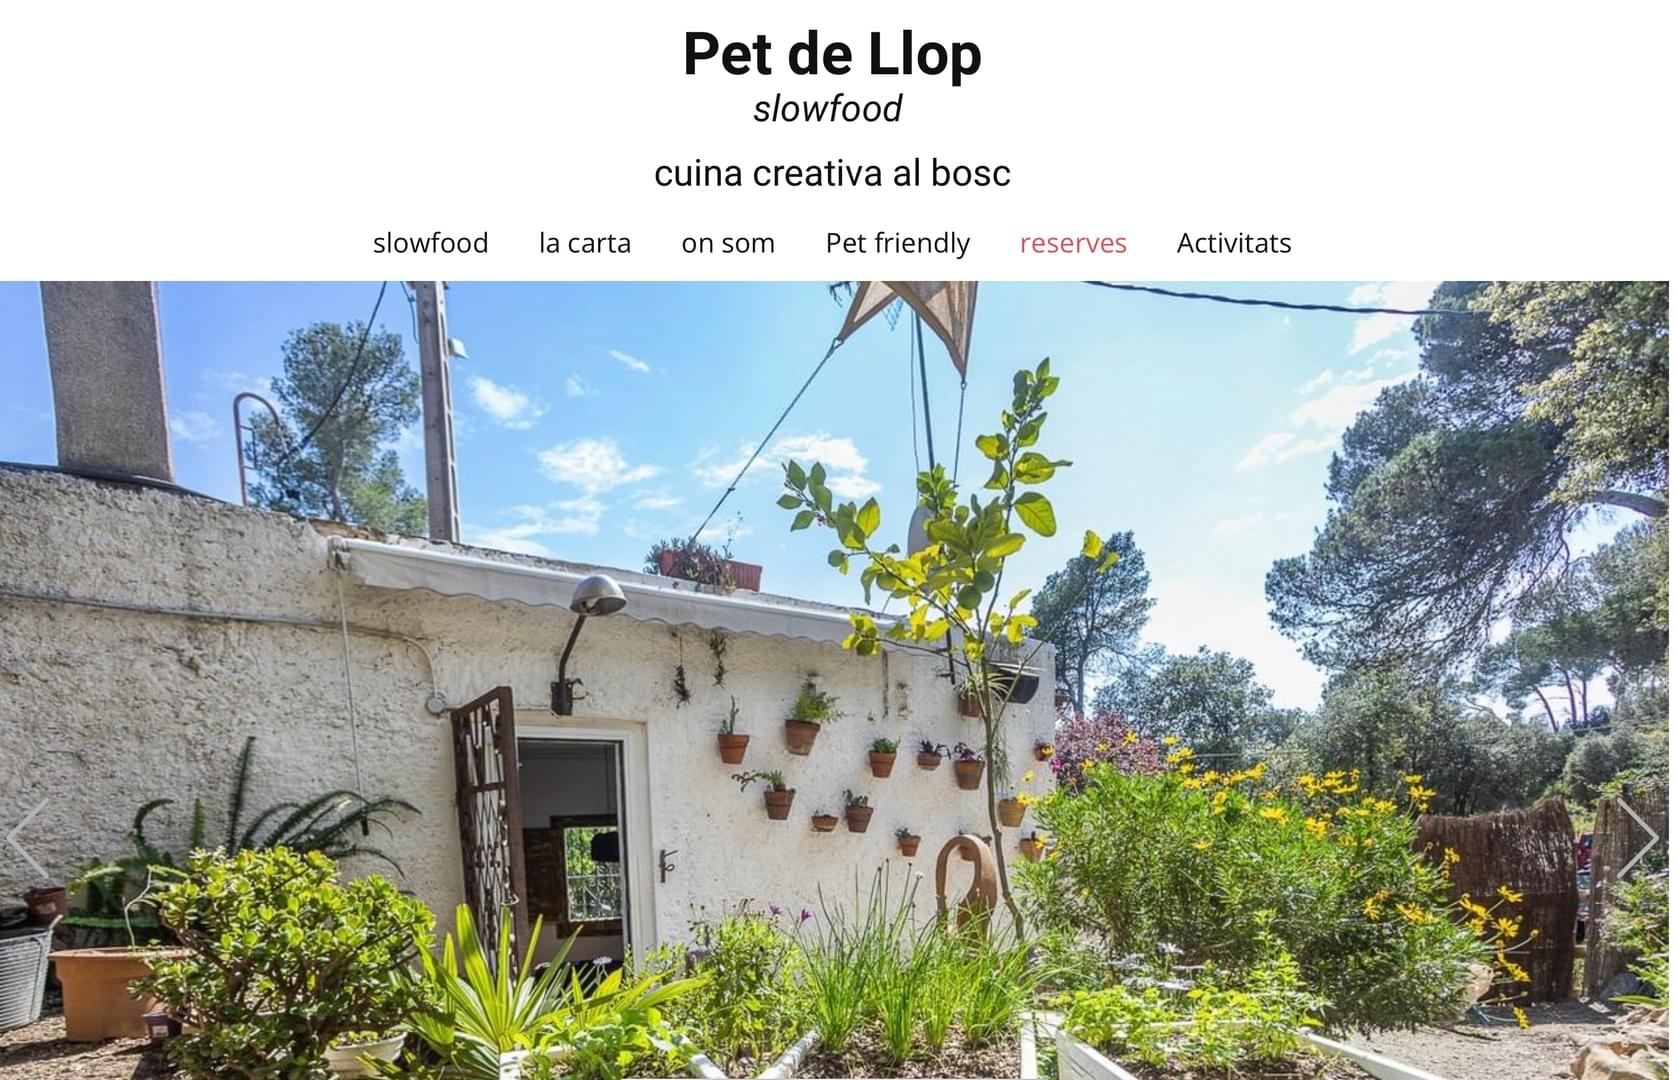 Pet de Llop
slowfood
cuina creativa al bosc
slowfood la carta on som Pet friendly reserves Activitats